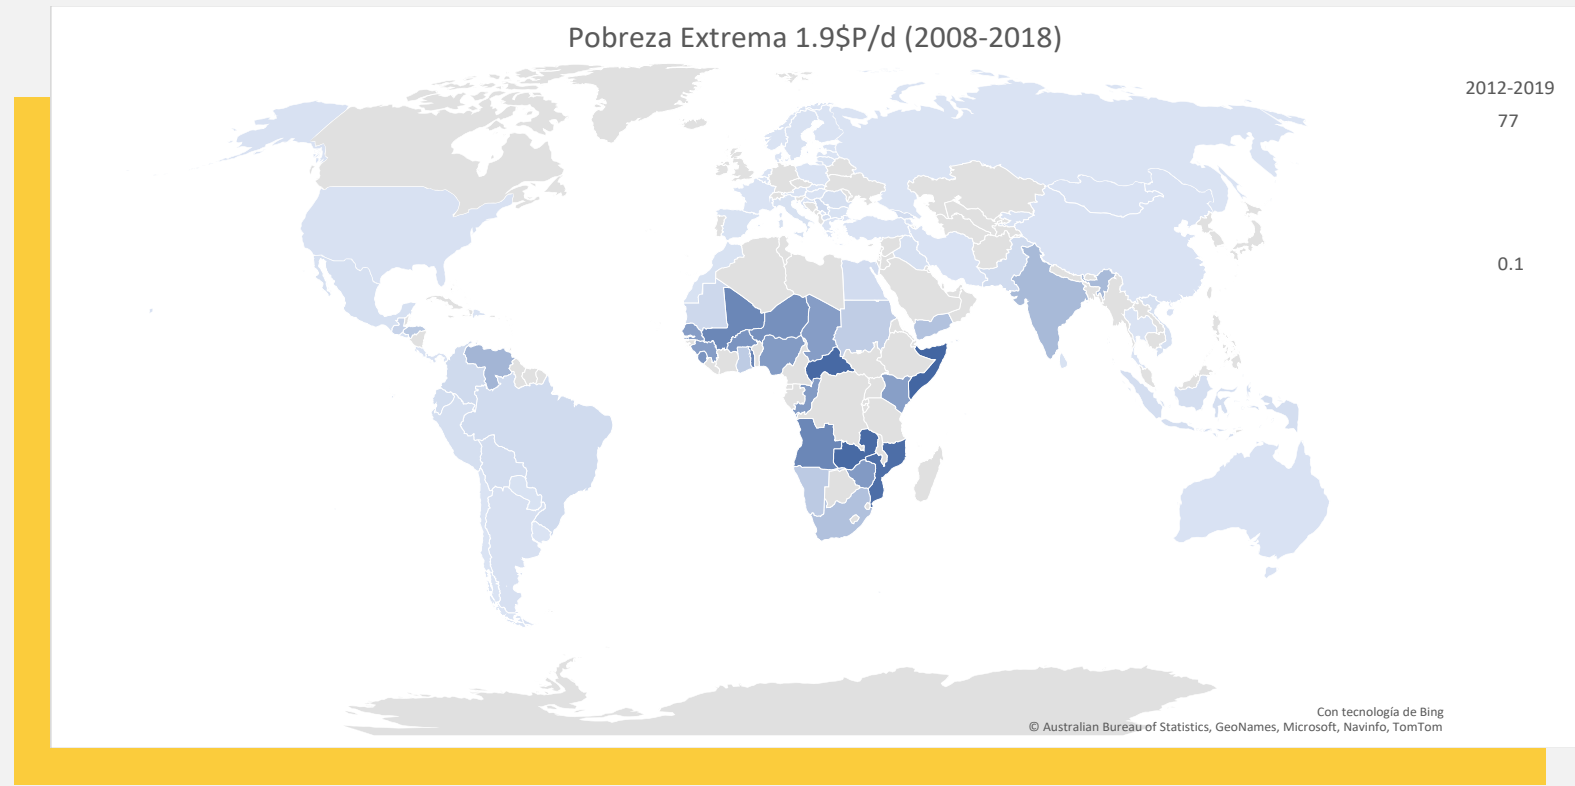 Pobreza Extrema 1.9$P/d (2008-2018)
2012-2019
77
0.1
Con tecnología de Bing
© Australian Bureau of Statistics, GeoNames, Microsoft, Navinfo, TomTom